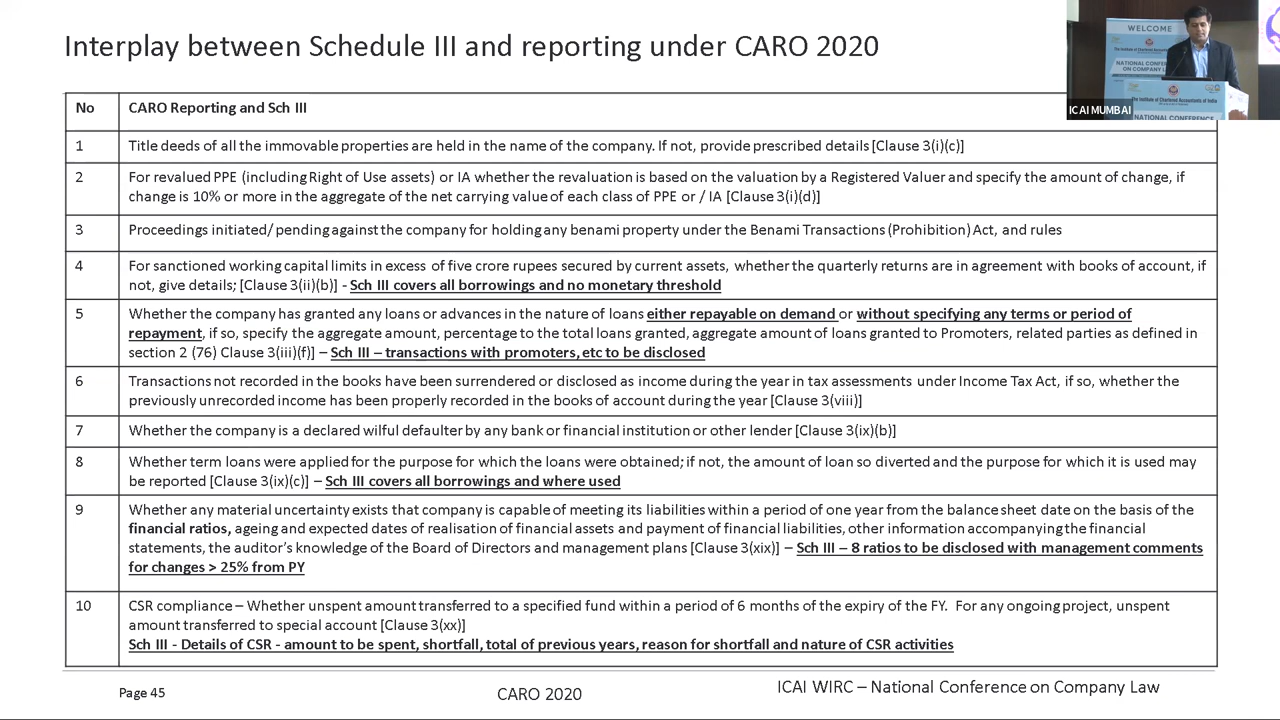 Interplay between Schedule III and reporting under CARO 2020
WELCOME
The Institute of Chartered Accountants
NATIONAL CONFERENCE
ON COMPANY LAW
The Institute of Chartered Accountants of India
NATIONAL CONFERENCE
ICAI MUMBAI
No
CARO Reporting and Sch III
1
Title deeds of all the immovable properties are held in the name of the company. If not, provide prescribed details [Clause 3(i)(c)]
2
For revalued PPE (including Right of Use assets) or IA whether the revaluation is based on the valuation by a Registered Valuer and specify the amount of change, if
change is 10% or more in the aggregate of the net carrying value of each class of PPE or / IA [Clause 3(i)(d)]
3
Proceedings initiated/ pending against the company for holding any benami property under the Benami Transactions (Prohibition) Act, and rules
4
For sanctioned working capital limits in excess of five crore rupees secured by current assets, whether the quarterly returns are in agreement with books of account, if
not, give details; [Clause 3(ii)(b)] - Sch III covers all borrowings and no monetary threshold
5
Whether the company has granted any loans or advances in the nature of loans either repayable on demand or without specifying any terms or period of
repayment, if so, specify the aggregate amount, percentage to the total loans granted, aggregate amount of loans granted to Promoters, related parties as defined in
section 2 (76) Clause 3(iii)(f)] – Sch III – transactions with promoters, etc to be disclosed
6
Transactions not recorded in the books have been surrendered or disclosed as income during the year in tax assessments under Income Tax Act, if so, whether the
previously unrecorded income has been properly recorded in the books of account during the year [Clause 3(viii)]
7
Whether the company is a declared wilful defaulter by any bank or financial institution or other lender [Clause 3(ix)(b)]
8
Whether term loans were applied for the purpose for which the loans were obtained; if not, the amount of loan so diverted and the purpose for which it is used may
be reported [Clause 3(ix)(c)] – Sch III covers all borrowings and where used
9
Whether any material uncertainty exists that company is capable of meeting its liabilities within a period of one year from the balance sheet date on the basis of the
financial ratios, ageing and expected dates of realisation of financial assets and payment of financial liabilities, other information accompanying the financial
statements, the auditor's knowledge of the Board of Directors and management plans [Clause 3(xix)] – Sch III – 8 ratios to be disclosed with management comments
for changes > 25% from PY
10
CSR compliance – Whether unspent amount transferred to a specified fund within a period of 6 months of the expiry of the FY. For any ongoing project, unspent
amount transferred to special account [Clause 3(xx)]
Sch III - Details of CSR - amount to be spent, shortfall, total of previous years, reason for shortfall and nature of CSR activities
Page 45
CARO 2020
ICAI WIRC – National Conference on Company Law